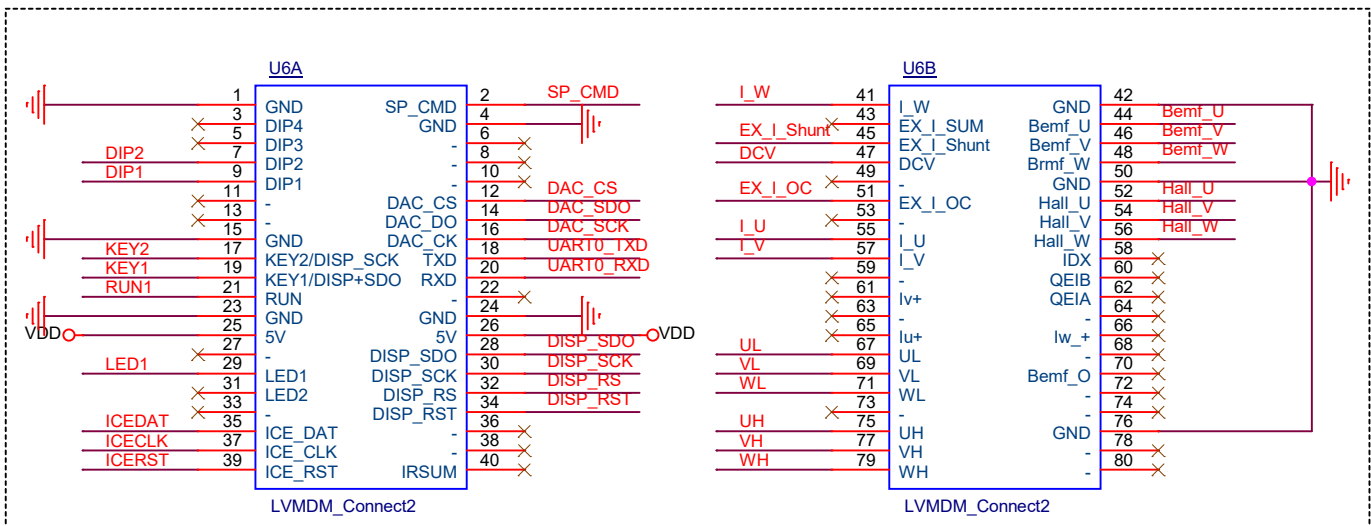 U6A
1 GND
3 DIP4
5 DIP3
DIP2 7 DIP2
DIP1 9 DIP1
11 -
13 -
15 GND
KEY2 17 KEY2/DISP_SCK
KEY1 19 KEY1/DISP+SDO
RUN1 21 RUN
23 GND
VDD 25 5V
27 -
LED1 29 LED1
31 LED2
33 -
ICEDAT 35 ICE_DAT
ICECLK 37 ICE_CLK
ICERST 39 ICE_RST
SP_CMD 2 SP_CMD
GND 4
- 6
- 8
- 10
DAC_CS 12 DAC_CS
DAC_DO 14 DAC_SDO
DAC_CK 16 DAC_SCK
TXD 18 UART0_TXD
RXD 20 UART0_RXD
- 22
GND 24
5V 26 VDD
DISP_SDO 28 DISP_SDO
DISP_SCK 30 DISP_SCK
DISP_RS 32 DISP_RS
DISP_RST 34 DISP_RST
- 36
- 38
IRSUM 40
LVMDM_Connect2
U6B
I_W 41 I_W
43 EX_I_SUM
EX_I_Shunt 45 EX_I_Shunt
DCV 47 DCV
49 -
EX_I_OC 51 EX_I_OC
53 -
I_U 55 I_U
I_V 57 I_V
59 -
61 Iv+
63 -
65 Iu+
UL 67 UL
VL 69 VL
WL 71 WL
73 -
UH 75 UH
VH 77 VH
WH 79 WH
GND 42
Bemf_U 44 Bemf_U
Bemf_V 46 Bemf_V
Brmf_W 48 Bemf_W
GND 50
Hall_U 52 Hall_U
Hall_V 54 Hall_V
Hall_W 56 Hall_W
IDX 58
QEIB 60
QEIA 62
- 64
Iw_+ 66
- 68
Bemf_O 70
- 72
- 74
GND 76
- 78
- 80
LVMDM_Connect2